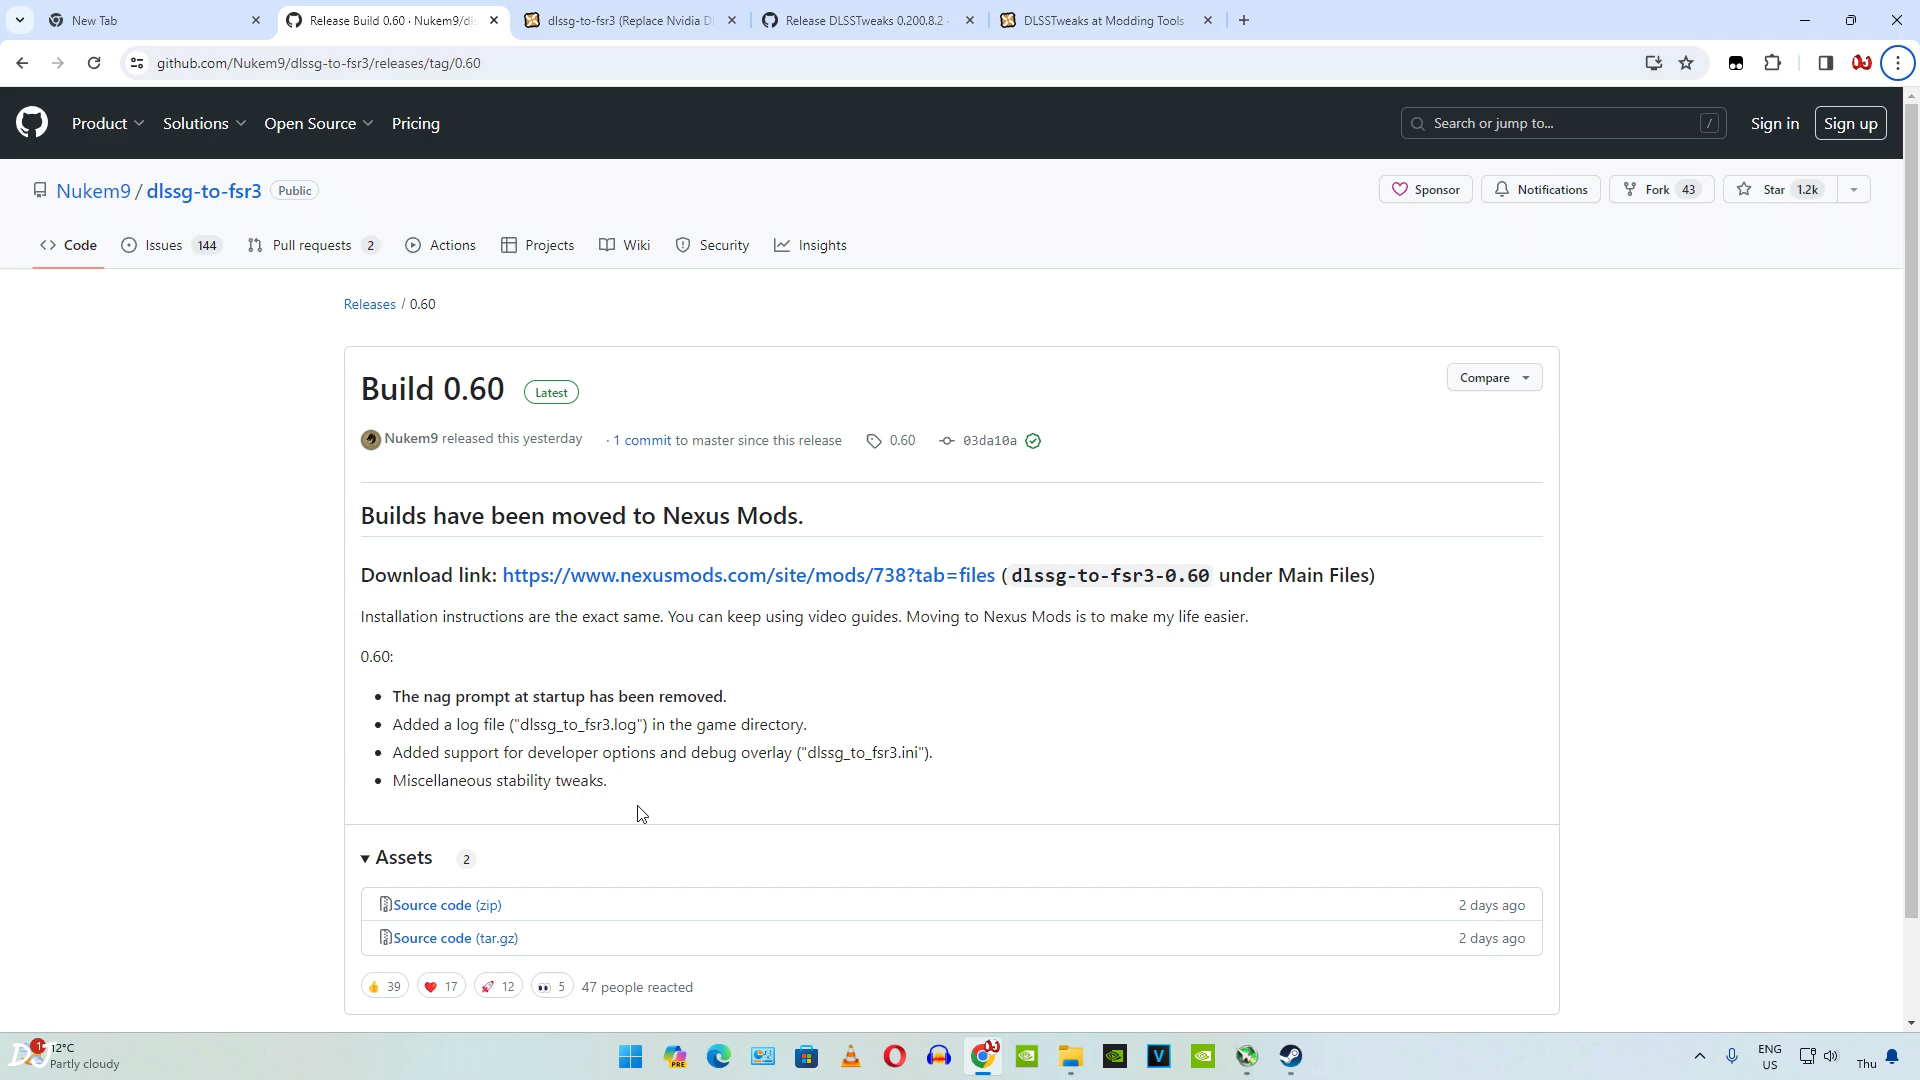 New Tab
Release Build 0.60 · Nukem9/dl
dlssg-to-fsr3 (Replace Nvidia D
Release DLSSTweaks 0.200.8.2 ·
DLSSTweaks at Modding Tools
github.com/Nukem9/dlssg-to-fsr3/releases/tag/0.60
Product
Solutions
Open Source
Pricing
Search or jump to...
/
Sign in
Sign up
Nukem9 / dlssg-to-fsr3 Public
Sponsor
Notifications
Fork 43
Star 1.2k
Code
Issues 144
Pull requests 2
Actions
Projects
Wiki
Security
Insights
Releases / 0.60
Build 0.60 Latest
Compare
Nukem9 released this yesterday · 1 commit to master since this release 0.60 03da10a
Builds have been moved to Nexus Mods.
Download link: https://www.nexusmods.com/site/mods/738?tab=files (dlssg-to-fsr3-0.60 under Main Files)
Installation instructions are the exact same. You can keep using video guides. Moving to Nexus Mods is to make my life easier.
0.60:
• The nag prompt at startup has been removed.
• Added a log file ("dlssg_to_fsr3.log") in the game directory.
• Added support for developer options and debug overlay ("dlssg_to_fsr3.ini").
• Miscellaneous stability tweaks.
Assets 2
Source code (zip) 2 days ago
Source code (tar.gz) 2 days ago
39 17 12 5 47 people reacted
1
12°C
Partly cloudy
PRE
V
ENG
US
Thu